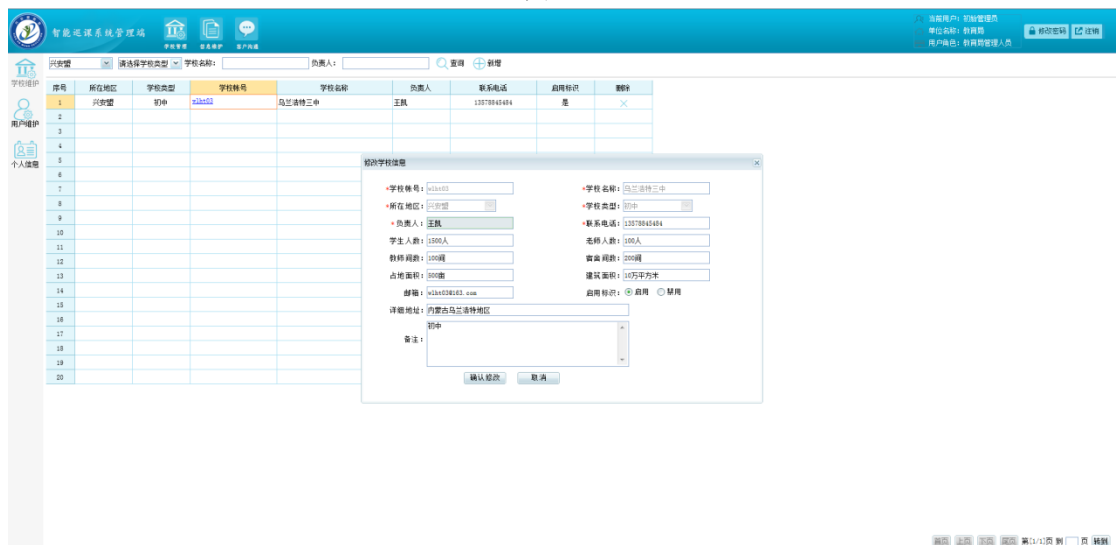 智能巡课系统管理端
学校管理 信息维护 客户沟通
当前用户: 初始管理员
单位名称: 教育局
用户角色: 教育局管理人员
修改密码 注销
兴安盟 请选择学校类型 学校名称: 负责人: 查询 新增
学校维护
用户维护
个人信息
序号 所在地区 学校类型 学校帐号 学校名称 负责人 联系电话 启用标识 删除
1 兴安盟 初中 wlht03 乌兰浩特三中 王凯 13578845484 是
2
3
4
5
6
7
8
9
10
11
12
13
14
15
16
17
18
19
20
修改学校信息
*学校帐号: wlht03 *学校名称: 乌兰浩特三中
*所在地区: 兴安盟 *学校类型: 初中
*负责人: 王凯 *联系电话: 13578845484
学生人数: 1500人 老师人数: 100人
教师间数: 100间 宿舍间数: 200间
占地面积: 500亩 建筑面积: 10万平方米
邮箱: wlht03@163.com 启用标识: 启用 禁用
详细地址: 内蒙古乌兰浩特地区
备注: 初中
确认修改 取消
首页 上页 下页 尾页 第[1/1]页 到 页 转到